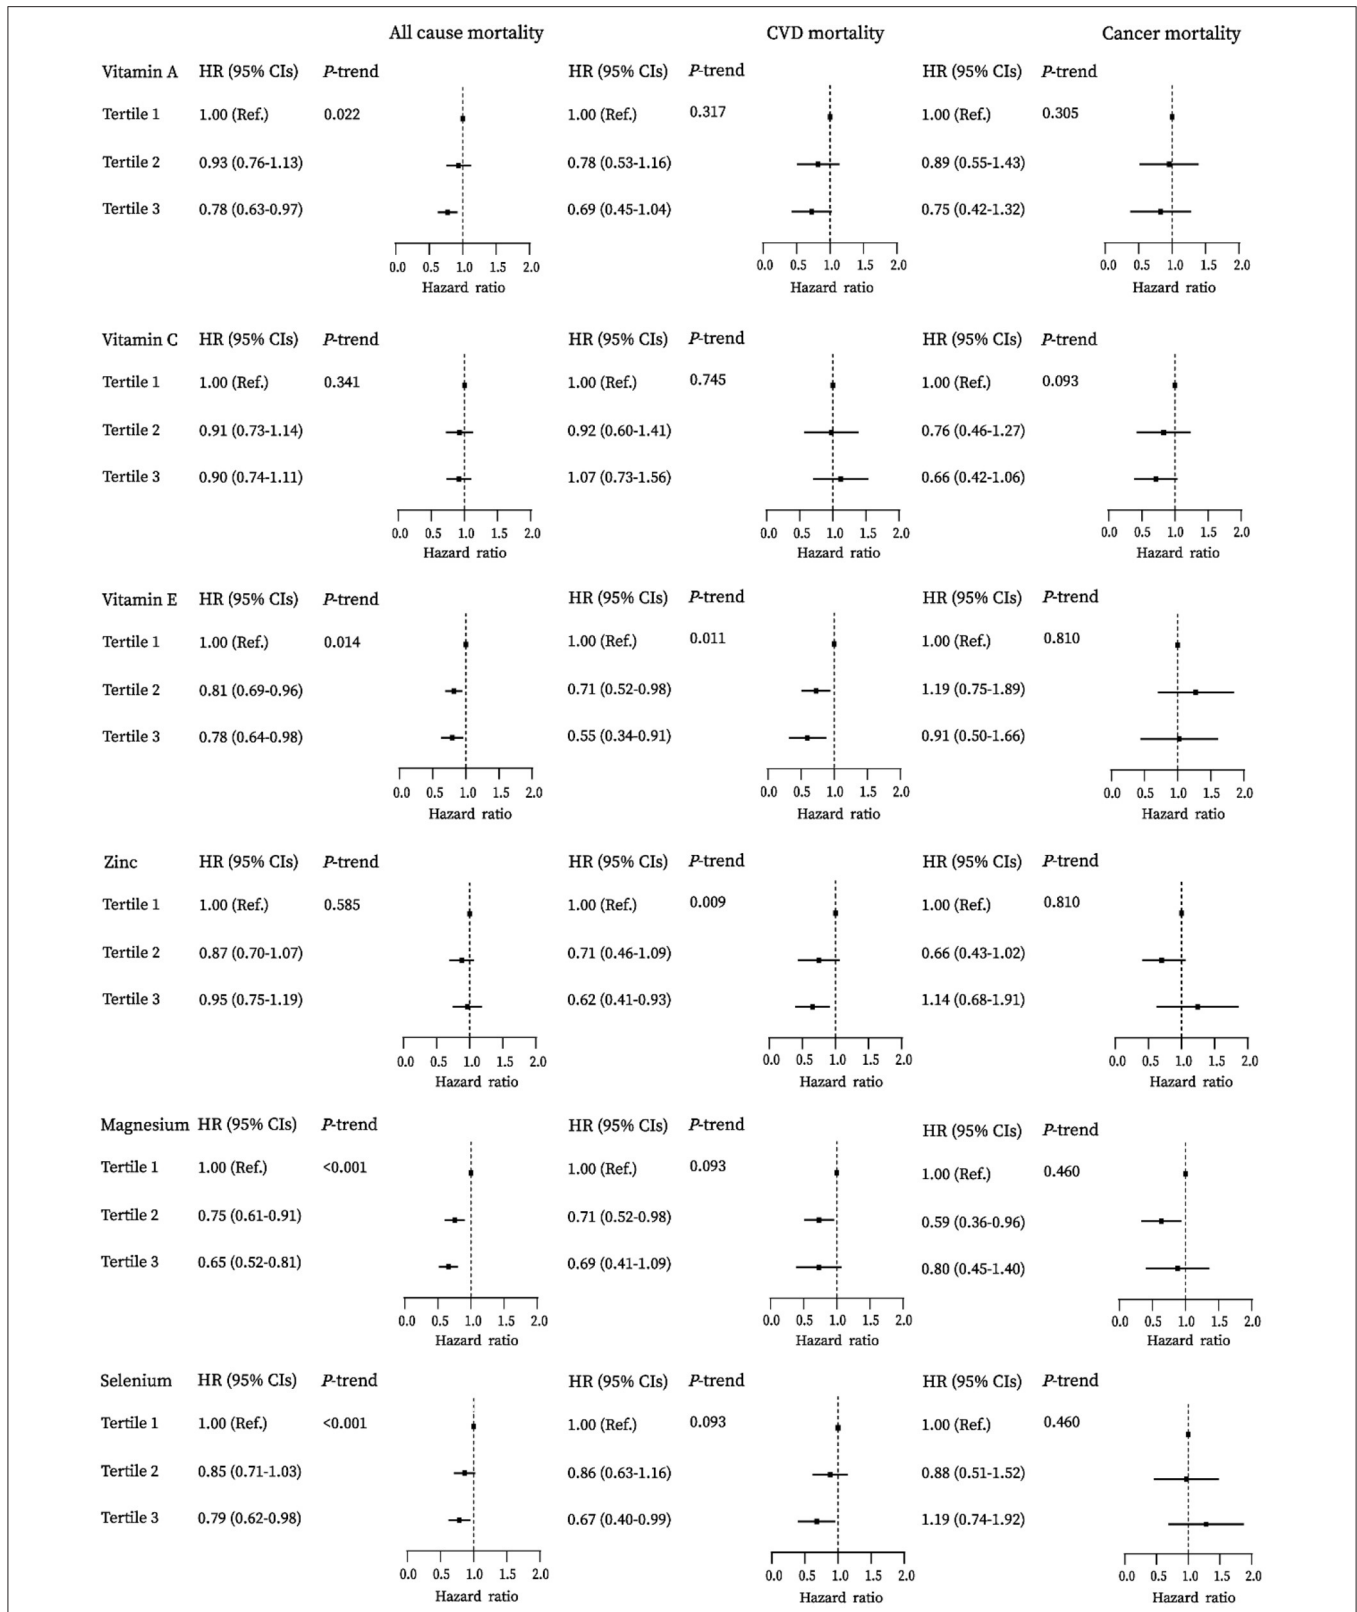 All cause mortality CVD mortality Cancer mortality
Vitamin A HR (95% CIs) P-trend HR (95% CIs) P-trend HR (95% CIs) P-trend
Tertile 1 1.00 (Ref.) 0.022 1.00 (Ref.) 0.317 1.00 (Ref.) 0.305
Tertile 2 0.93 (0.76-1.13) 0.78 (0.53-1.16) 0.89 (0.55-1.43)
Tertile 3 0.78 (0.63-0.97) 0.69 (0.45-1.04) 0.75 (0.42-1.32)
0.0 0.5 1.0 1.5 2.0 0.0 0.5 1.0 1.5 2.0 0.0 0.5 1.0 1.5 2.0
Hazard ratio Hazard ratio Hazard ratio
Vitamin C HR (95% CIs) P-trend HR (95% CIs) P-trend HR (95% CIs) P-trend
Tertile 1 1.00 (Ref.) 0.341 1.00 (Ref.) 0.745 1.00 (Ref.) 0.093
Tertile 2 0.91 (0.73-1.14) 0.92 (0.60-1.41) 0.76 (0.46-1.27)
Tertile 3 0.90 (0.74-1.11) 1.07 (0.73-1.56) 0.66 (0.42-1.06)
0.0 0.5 1.0 1.5 2.0 0.0 0.5 1.0 1.5 2.0 0.0 0.5 1.0 1.5 2.0
Hazard ratio Hazard ratio Hazard ratio
Vitamin E HR (95% CIs) P-trend HR (95% CIs) P-trend HR (95% CIs) P-trend
Tertile 1 1.00 (Ref.) 0.014 1.00 (Ref.) 0.011 1.00 (Ref.) 0.810
Tertile 2 0.81 (0.69-0.96) 0.71 (0.52-0.98) 1.19 (0.75-1.89)
Tertile 3 0.78 (0.64-0.98) 0.55 (0.34-0.91) 0.91 (0.50-1.66)
0.0 0.5 1.0 1.5 2.0 0.0 0.5 1.0 1.5 2.0 0.0 0.5 1.0 1.5 2.0
Hazard ratio Hazard ratio Hazard ratio
Zinc HR (95% CIs) P-trend HR (95% CIs) P-trend HR (95% CIs) P-trend
Tertile 1 1.00 (Ref.) 0.585 1.00 (Ref.) 0.009 1.00 (Ref.) 0.810
Tertile 2 0.87 (0.70-1.07) 0.71 (0.46-1.09) 0.66 (0.43-1.02)
Tertile 3 0.95 (0.75-1.19) 0.62 (0.41-0.93) 1.14 (0.68-1.91)
0.0 0.5 1.0 1.5 2.0 0.0 0.5 1.0 1.5 2.0 0.0 0.5 1.0 1.5 2.0
Hazard ratio Hazard ratio Hazard ratio
Magnesium HR (95% CIs) P-trend HR (95% CIs) P-trend HR (95% CIs) P-trend
Tertile 1 1.00 (Ref.) <0.001 1.00 (Ref.) 0.093 1.00 (Ref.) 0.460
Tertile 2 0.75 (0.61-0.91) 0.71 (0.52-0.98) 0.59 (0.36-0.96)
Tertile 3 0.65 (0.52-0.81) 0.69 (0.41-1.09) 0.80 (0.45-1.40)
0.0 0.5 1.0 1.5 2.0 0.0 0.5 1.0 1.5 2.0 0.0 0.5 1.0 1.5 2.0
Hazard ratio Hazard ratio Hazard ratio
Selenium HR (95% CIs) P-trend HR (95% CIs) P-trend HR (95% CIs) P-trend
Tertile 1 1.00 (Ref.) <0.001 1.00 (Ref.) 0.093 1.00 (Ref.) 0.460
Tertile 2 0.85 (0.71-1.03) 0.86 (0.63-1.16) 0.88 (0.51-1.52)
Tertile 3 0.79 (0.62-0.98) 0.67 (0.40-0.99) 1.19 (0.74-1.92)
0.0 0.5 1.0 1.5 2.0 0.0 0.5 1.0 1.5 2.0 0.0 0.5 1.0 1.5 2.0
Hazard ratio Hazard ratio Hazard ratio